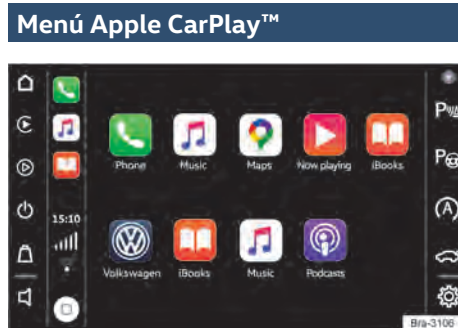 Menú Apple CarPlay™
Phone Music Maps Now playing iBooks
15:10
Volkswagen iBooks Music Podcasts
Bra-3106